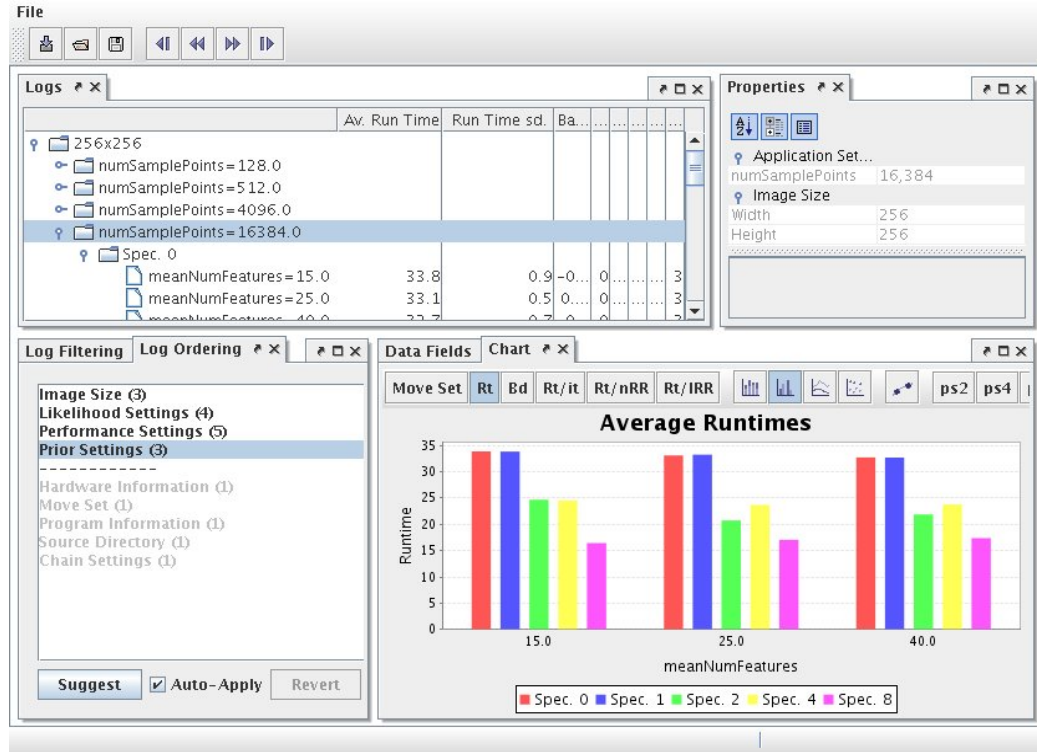 File
Logs
Av. Run Time Run Time sd. Ba... ... ... ... ... ...
256x256
numSamplePoints=128.0
numSamplePoints=512.0
numSamplePoints=4096.0
numSamplePoints=16384.0
Spec. 0
meanNumFeatures=15.0 33.8 0.9 -0... 0 ... ... ... 3
meanNumFeatures=25.0 33.1 0.5 0.... 0 ... ... ... 3
Properties
Application Set...
numSamplePoints 16,384
Image Size
Width 256
Height 256
Log Filtering Log Ordering
Image Size (3)
Likelihood Settings (4)
Performance Settings (5)
Prior Settings (3)
------------
Hardware Information (1)
Move Set (1)
Program Information (1)
Source Directory (1)
Chain Settings (1)
Suggest Auto-Apply Revert
Data Fields Chart
Move Set Rt Bd Rt/it Rt/nRR Rt/IRR ps2 ps4
Average Runtimes
Runtime
35
30
25
20
15
10
5
0
15.0 25.0 40.0
meanNumFeatures
Spec. 0 Spec. 1 Spec. 2 Spec. 4 Spec. 8